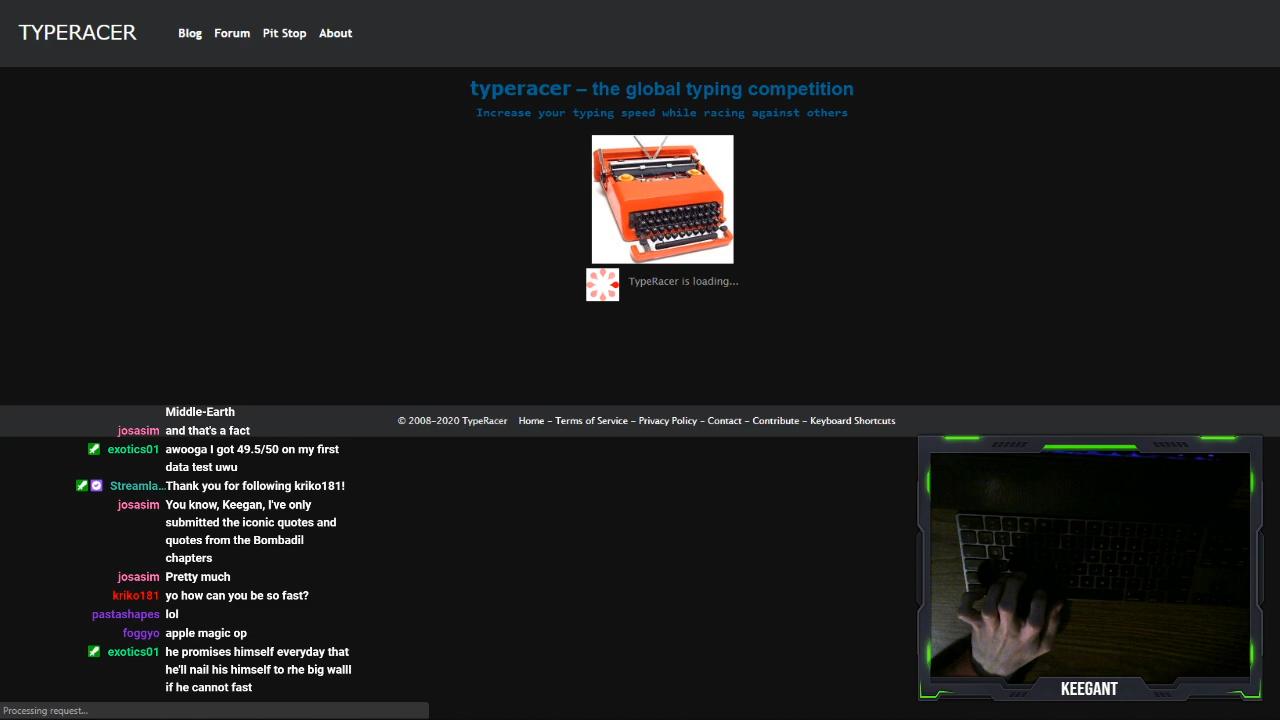 TYPERACER Blog Forum Pit Stop About
typeracer – the global typing competition
Increase your typing speed while racing against others
TypeRacer is loading...
© 2008–2020 TypeRacer Home – Terms of Service – Privacy Policy – Contact – Contribute – Keyboard Shortcuts
Middle-Earth
josasim and that's a fact
exotics01 awooga I got 49.5/50 on my first
data test uwu
Streamla... Thank you for following kriko181!
josasim You know, Keegan, I've only
submitted the iconic quotes and
quotes from the Bombadil
chapters
josasim Pretty much
kriko181 yo how can you be so fast?
pastashapes lol
foggyo apple magic op
exotics01 he promises himself everyday that
he'll nail his himself to rhe big walll
if he cannot fast
KEEGANT
Processing request...